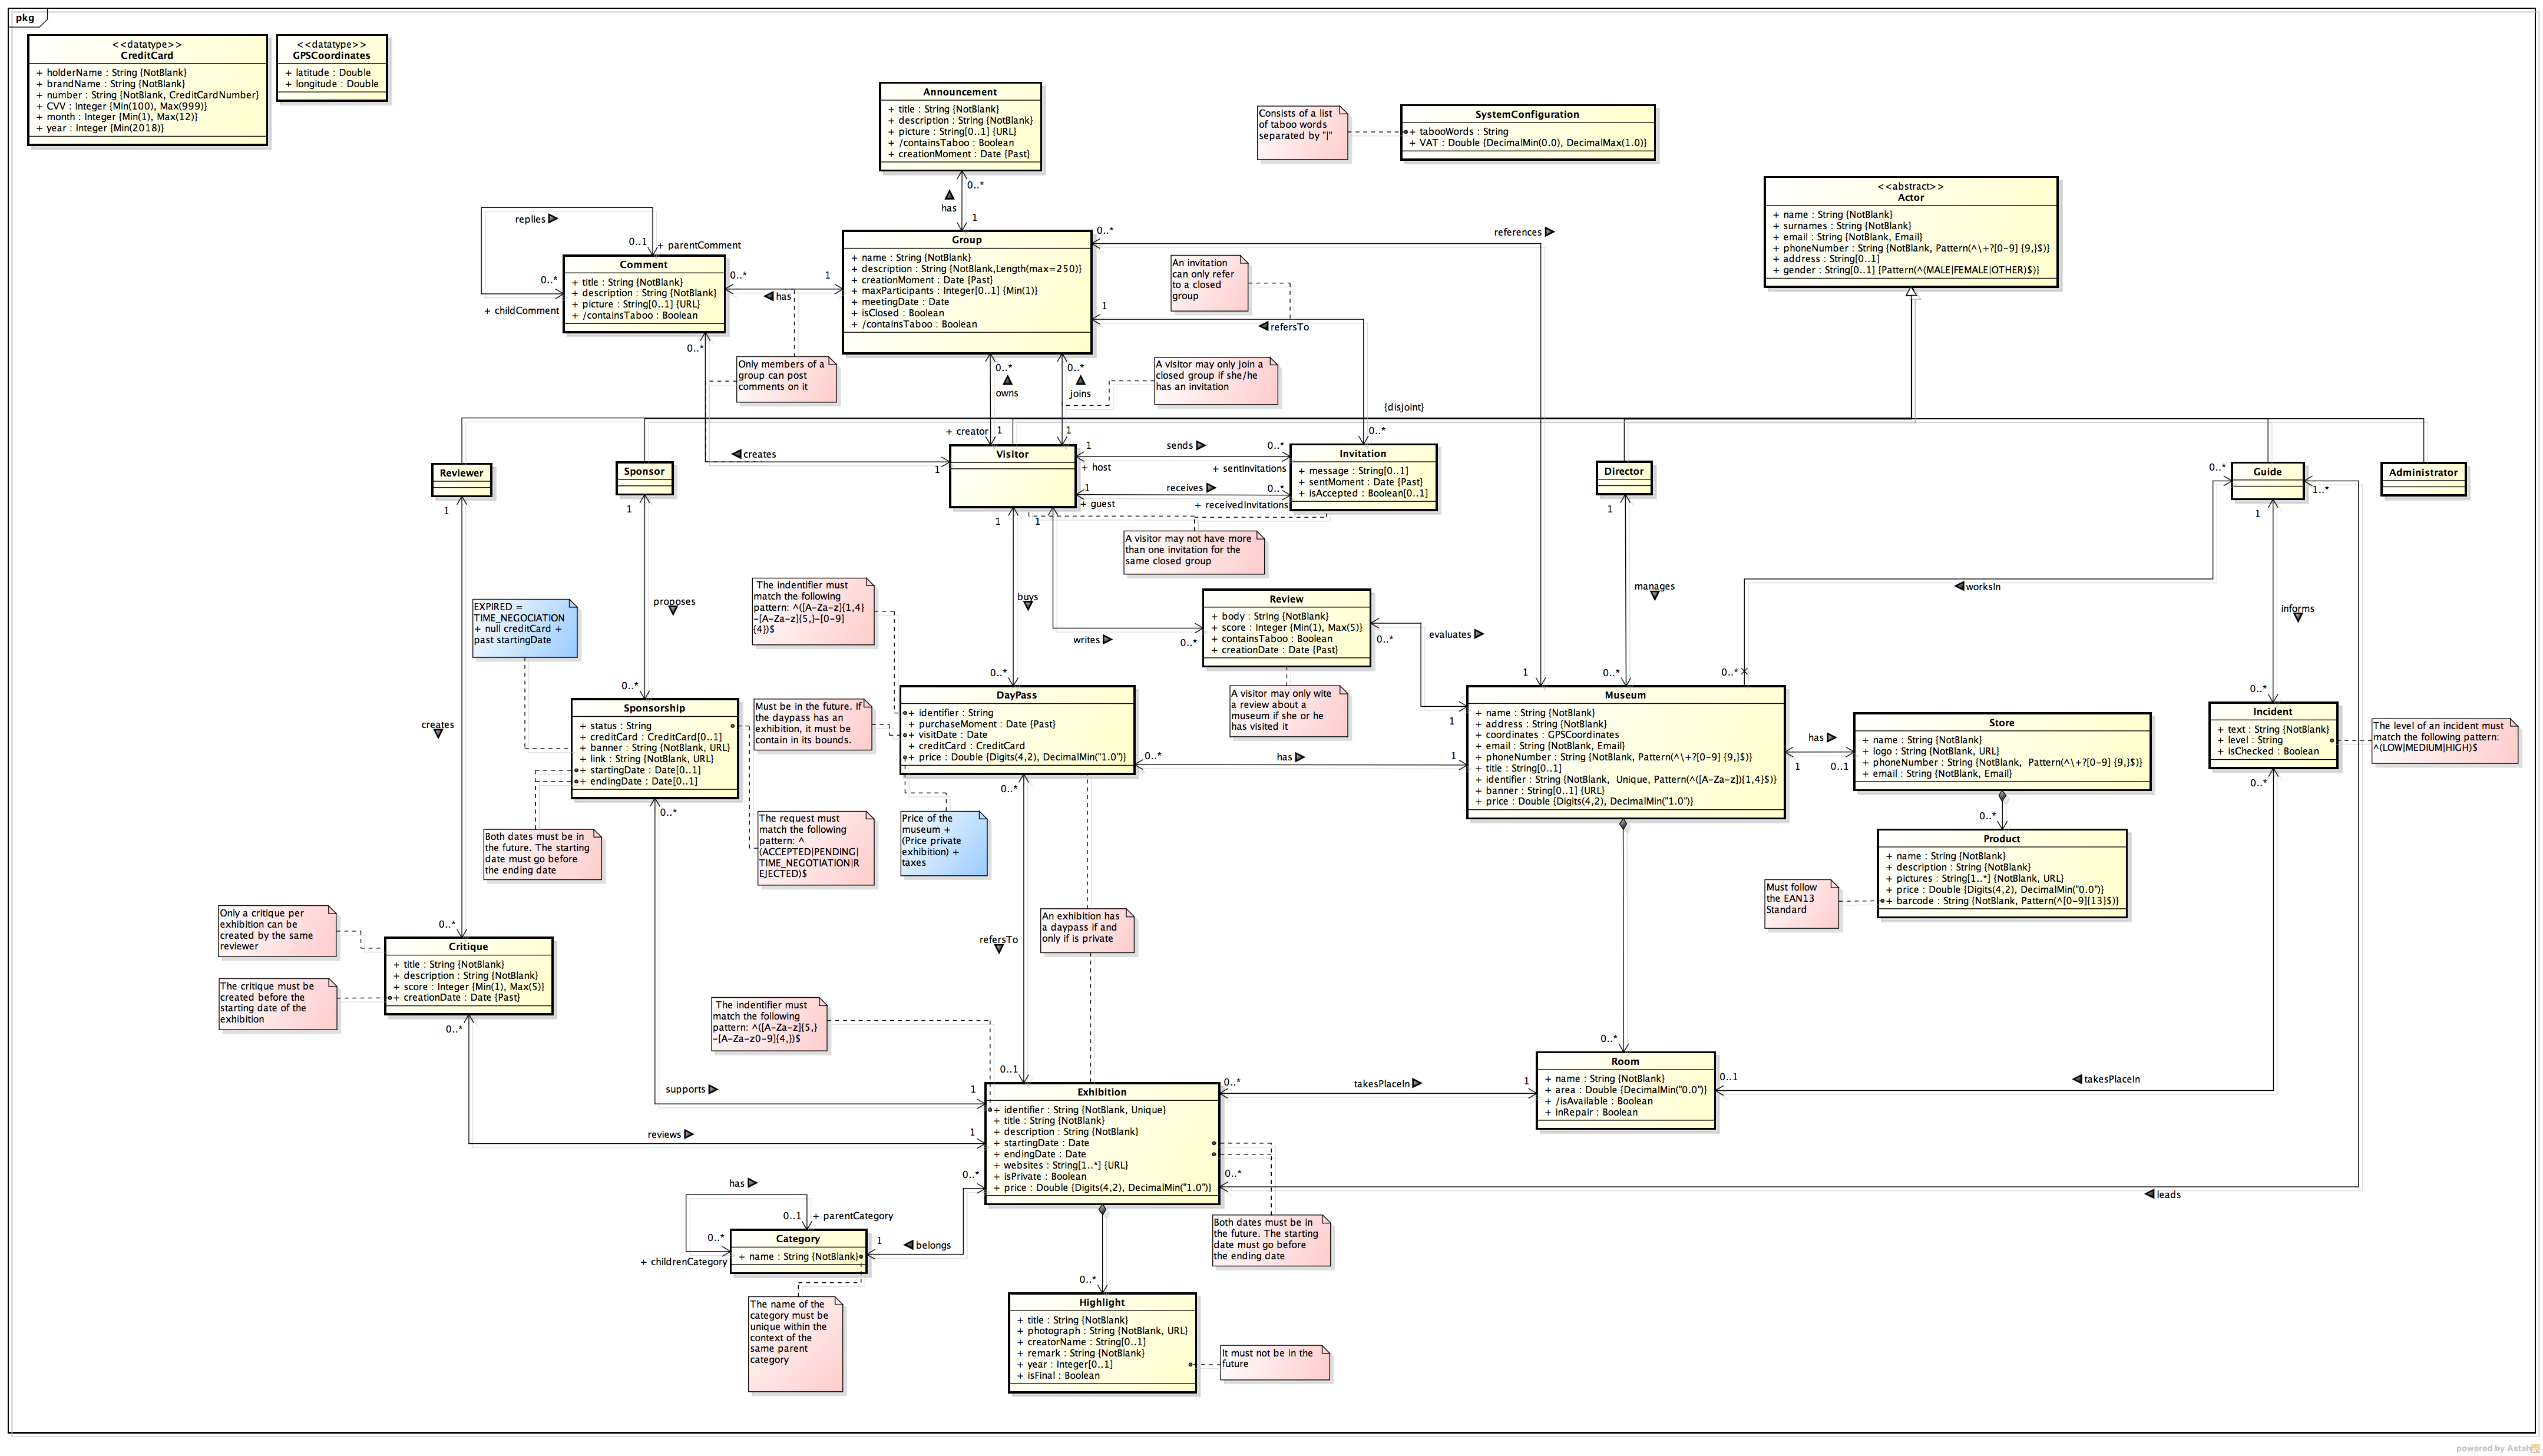 pkg
<<datatype>>
CreditCard
+ holderName : String {NotBlank}
+ brandName : String {NotBlank}
+ number : String {NotBlank, CreditCardNumber}
+ CVV : Integer {Min(100), Max(999)}
+ month : Integer {Min(1), Max(12)}
+ year : Integer {Min(2018)}
<<datatype>>
GPSCoordinates
+ latitude : Double
+ longitude : Double
Announcement
+ title : String {NotBlank}
+ description : String {NotBlank}
+ picture : String[0..1] {URL}
+ /containsTaboo : Boolean
+ creationMoment : Date {Past}
Consists of a list
of taboo words
separated by "|"
SystemConfiguration
+ tabooWords : String
+ VAT : Double {DecimalMin(0.0), DecimalMax(1.0)}
<<abstract>>
Actor
+ name : String {NotBlank}
+ surnames : String {NotBlank}
+ email : String {NotBlank, Email}
+ phoneNumber : String {NotBlank, Pattern(^\+?[0-9] {9,}$)}
+ address : String[0..1]
+ gender : String[0..1] {Pattern(^(MALE|FEMALE|OTHER)$)}
0..*
has
1
replies
0..1
+ parentComment
0..*
+ childComment
Comment
+ title : String {NotBlank}
+ description : String {NotBlank}
+ picture : String[0..1] {URL}
+ /containsTaboo : Boolean
0..*
1
has
Group
+ name : String {NotBlank}
+ description : String {NotBlank,Length(max=250)}
+ creationMoment : Date {Past}
+ maxParticipants : Integer[0..1] {Min(1)}
+ meetingDate : Date
+ isClosed : Boolean
+ /containsTaboo : Boolean
0..*
references
An invitation
can only refer
to a closed
group
1
refersTo
0..*
Only members of a
group can post
comments on it
0..*
owns
0..*
joins
A visitor may only join a
closed group if she/he
has an invitation
{disjoint}
+ creator
1
1
0..*
creates
1
Reviewer
Sponsor
Visitor
1
sends
0..*
+ host
+ sentInvitations
1
receives
0..*
+ guest
+ receivedInvitations
Invitation
+ message : String[0..1]
+ sentMoment : Date {Past}
+ isAccepted : Boolean[0..1]
Director
0..*
Guide
1..*
Administrator
1
1
1
1
1
1
A visitor may not have more
than one invitation for the
same closed group
The indentifier must
match the following
pattern: ^([A-Za-z]{1,4}
-[A-Za-z]{5,}-[0-9]
{4})$
EXPIRED =
TIME_NEGOCIATION
+ null creditCard +
past startingDate
proposes
buys
writes
Review
+ body : String {NotBlank}
+ score : Integer {Min(1), Max(5)}
+ containsTaboo : Boolean
+ creationDate : Date {Past}
0..*
0..*
evaluates
manages
worksIn
informs
A visitor may only wite
a review about a
museum if she or he
has visited it
0..*
0..*
1
0..*
0..*
0..*
creates
Sponsorship
+ status : String
+ creditCard : CreditCard[0..1]
+ banner : String {NotBlank, URL}
+ link : String {NotBlank, URL}
+ startingDate : Date[0..1]
+ endingDate : Date[0..1]
Must be in the future. If
the daypass has an
exhibition, it must be
contain in its bounds.
DayPass
+ identifier : String
+ purchaseMoment : Date {Past}
+ visitDate : Date
+ creditCard : CreditCard
+ price : Double {Digits(4,2), DecimalMin("1.0")}
0..*
has
1
1
Museum
+ name : String {NotBlank}
+ address : String {NotBlank}
+ coordinates : GPSCoordinates
+ email : String {NotBlank, Email}
+ phoneNumber : String {NotBlank, Pattern(^\+?[0-9] {9,}$)}
+ title : String[0..1]
+ identifier : String {NotBlank, Unique, Pattern(^([A-Za-z]){1,4}$)}
+ banner : String[0..1] {URL}
+ price : Double {Digits(4,2), DecimalMin("1.0")}
has
1
0..1
Store
+ name : String {NotBlank}
+ logo : String {NotBlank, URL}
+ phoneNumber : String {NotBlank, Pattern(^\+?[0-9] {9,}$)}
+ email : String {NotBlank, Email}
Incident
+ text : String {NotBlank}
+ level : String
+ isChecked : Boolean
The level of an incident must
match the following pattern:
^(LOW|MEDIUM|HIGH)$
0..*
0..*
0..*
0..*
Both dates must be in
the future. The starting
date must go before
the ending date
The request must
match the following
pattern: ^
(ACCEPTED|PENDING|
TIME_NEGOTIATION|R
EJECTED)$
Price of the
museum +
(Price private
exhibition) +
taxes
Product
+ name : String {NotBlank}
+ description : String {NotBlank}
+ pictures : String[1..*] {NotBlank, URL}
+ price : Double {Digits(4,2), DecimalMin("0.0")}
+ barcode : String {NotBlank, Pattern(^[0-9]{13}$)}
Must follow
the EAN13
Standard
Only a critique per
exhibition can be
created by the same
reviewer
0..*
Critique
+ title : String {NotBlank}
+ description : String {NotBlank}
+ score : Integer {Min(1), Max(5)}
+ creationDate : Date {Past}
The critique must be
created before the
starting date of the
exhibition
0..*
refersTo
An exhibition has
a daypass if and
only if is private
The indentifier must
match the following
pattern: ^([A-Za-z]{5,}
-[A-Za-z0-9]{4,})$
0..1
0..*
supports
1
reviews
1
Exhibition
+ identifier : String {NotBlank, Unique}
+ title : String {NotBlank}
+ description : String {NotBlank}
+ startingDate : Date
+ endingDate : Date
+ websites : String[1..*] {URL}
+ isPrivate : Boolean
+ price : Double {Digits(4,2), DecimalMin("1.0")}
0..*
takesPlaceIn
1
Room
+ name : String {NotBlank}
+ area : Double {DecimalMin("0.0")}
+ /isAvailable : Boolean
+ inRepair : Boolean
0..1
takesPlaceIn
0..*
leads
0..*
has
0..1
+ parentCategory
0..*
+ childrenCategory
Category
+ name : String {NotBlank}
1
belongs
Both dates must be in
the future. The starting
date must go before
the ending date
0..*
The name of the
category must be
unique within the
context of the
same parent
category
Highlight
+ title : String {NotBlank}
+ photograph : String {NotBlank, URL}
+ creatorName : String[0..1]
+ remark : String {NotBlank}
+ year : Integer[0..1]
+ isFinal : Boolean
It must not be in the
future
powered by Astah